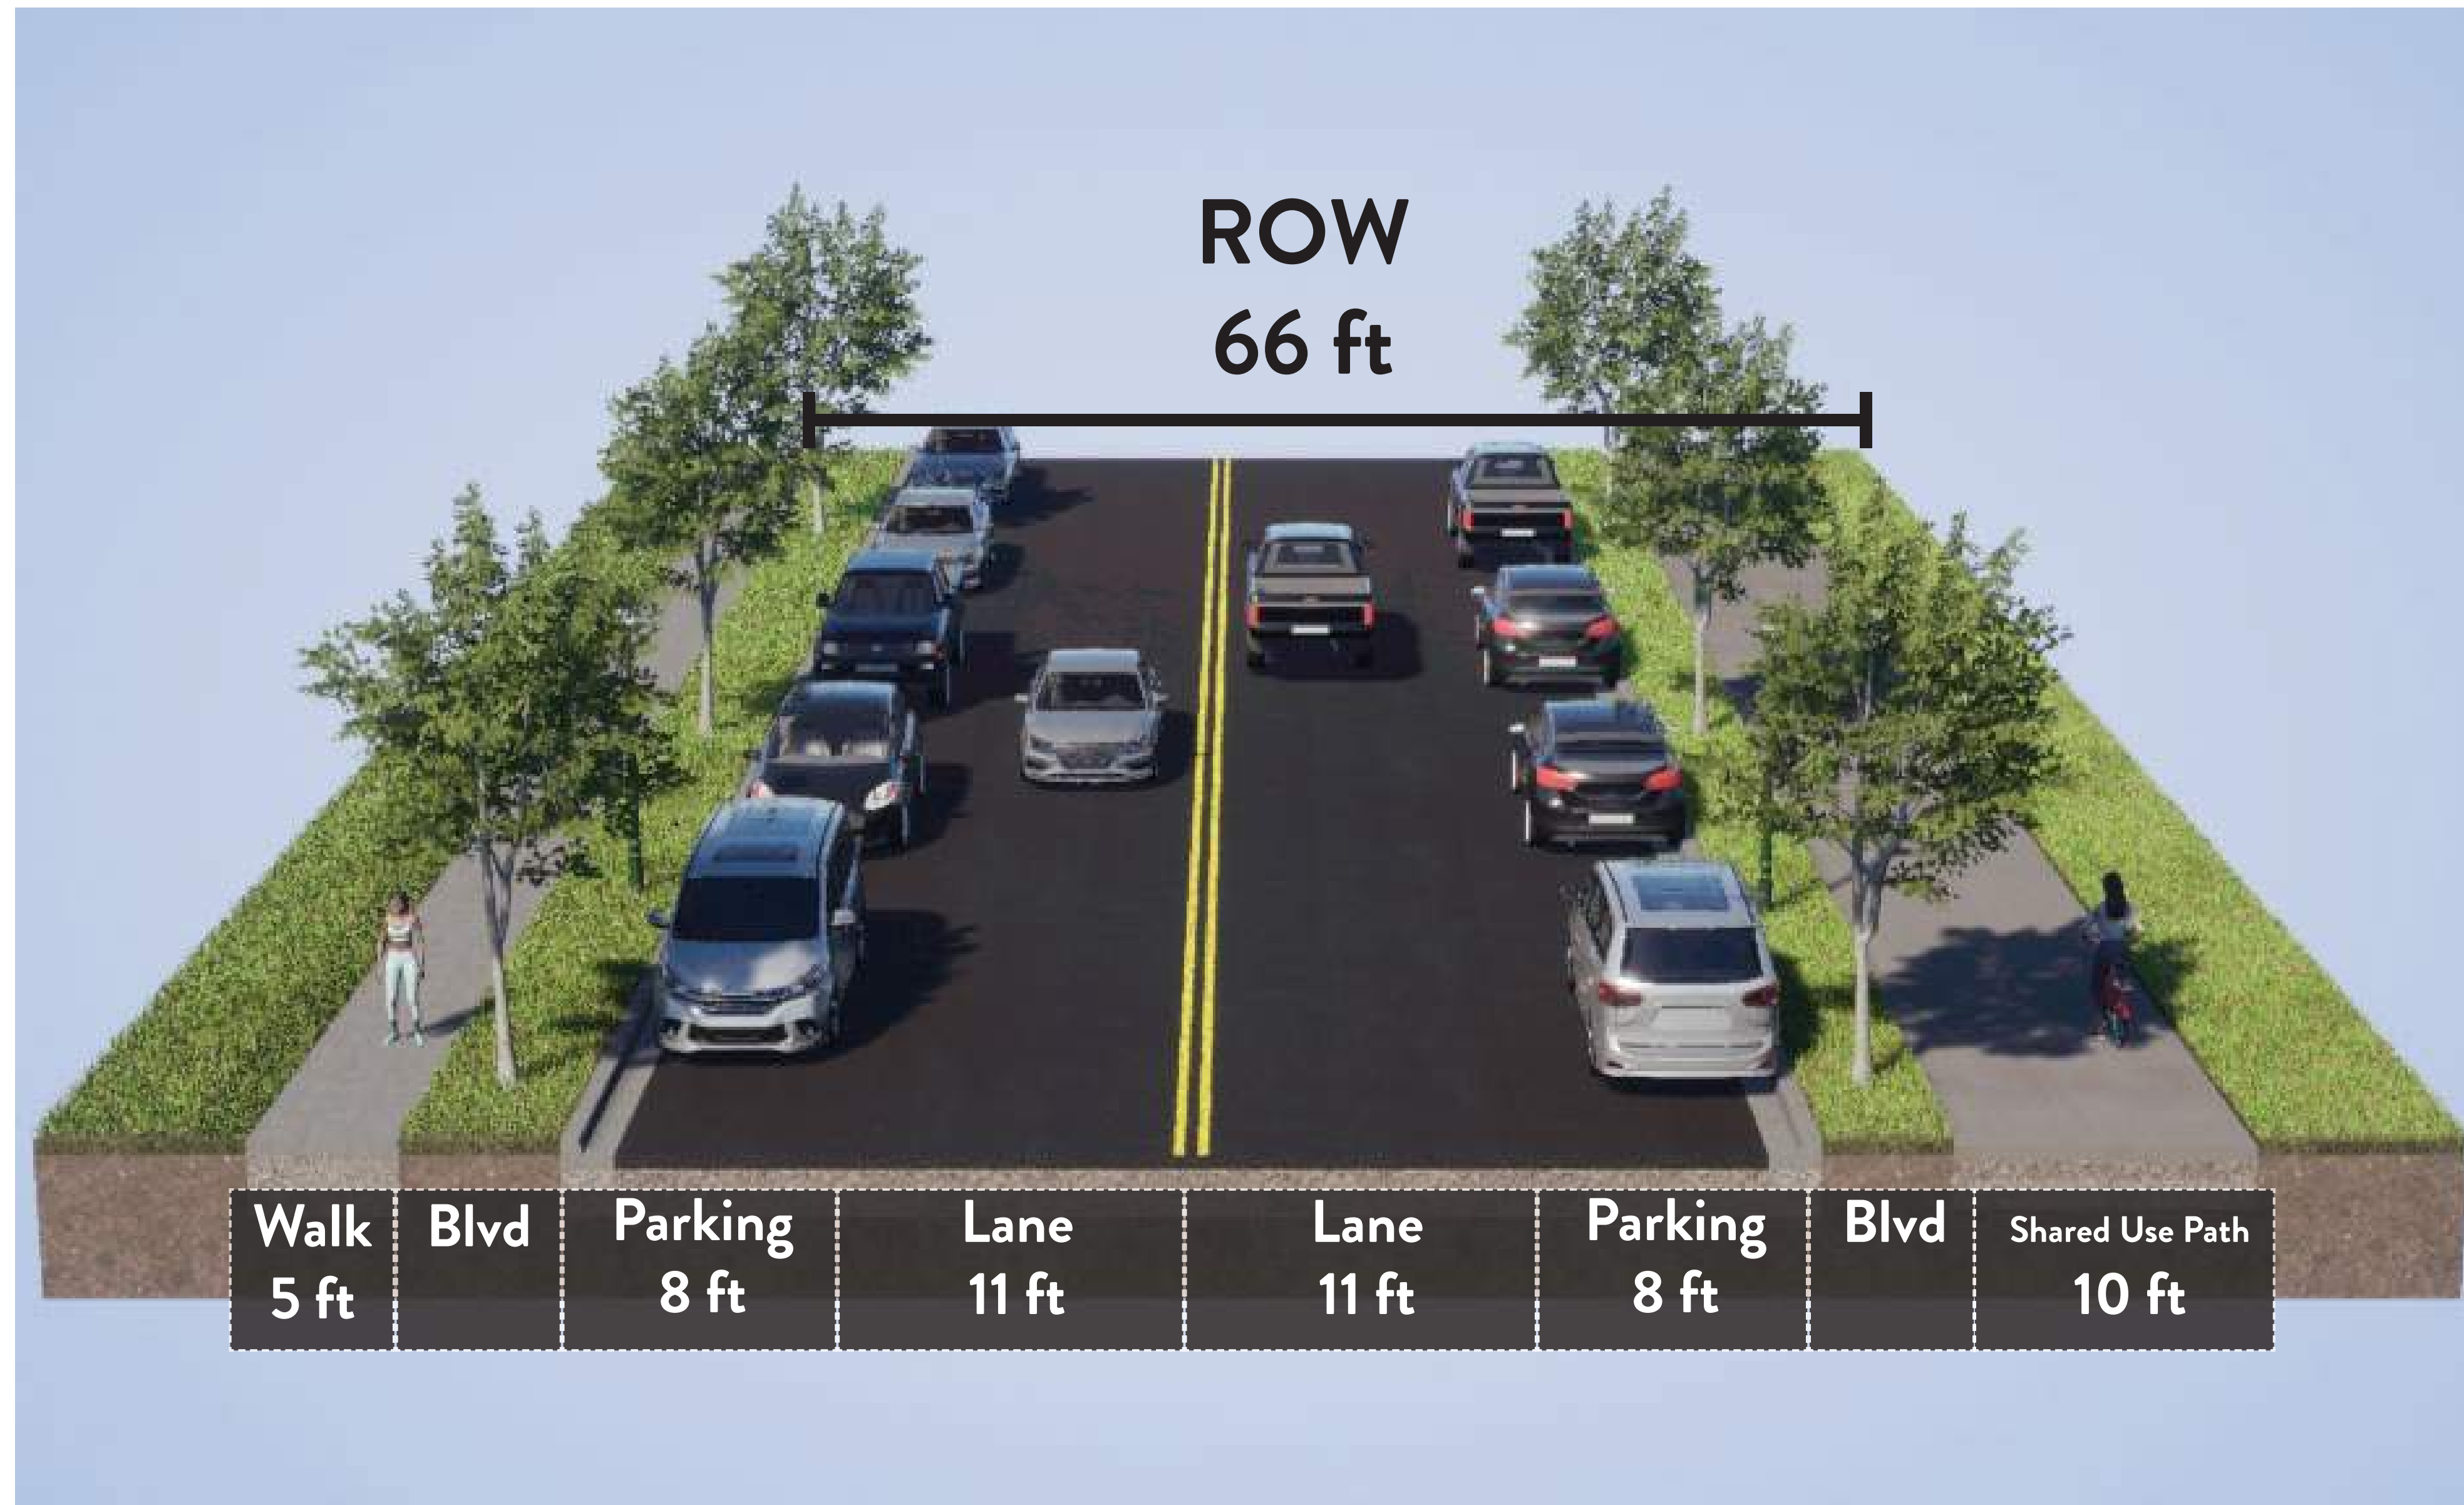 ROW
66 ft
Walk
5 ft
Blvd
Parking
8 ft
Lane
11 ft
Lane
11 ft
Parking
8 ft
Blvd
Shared Use Path
10 ft